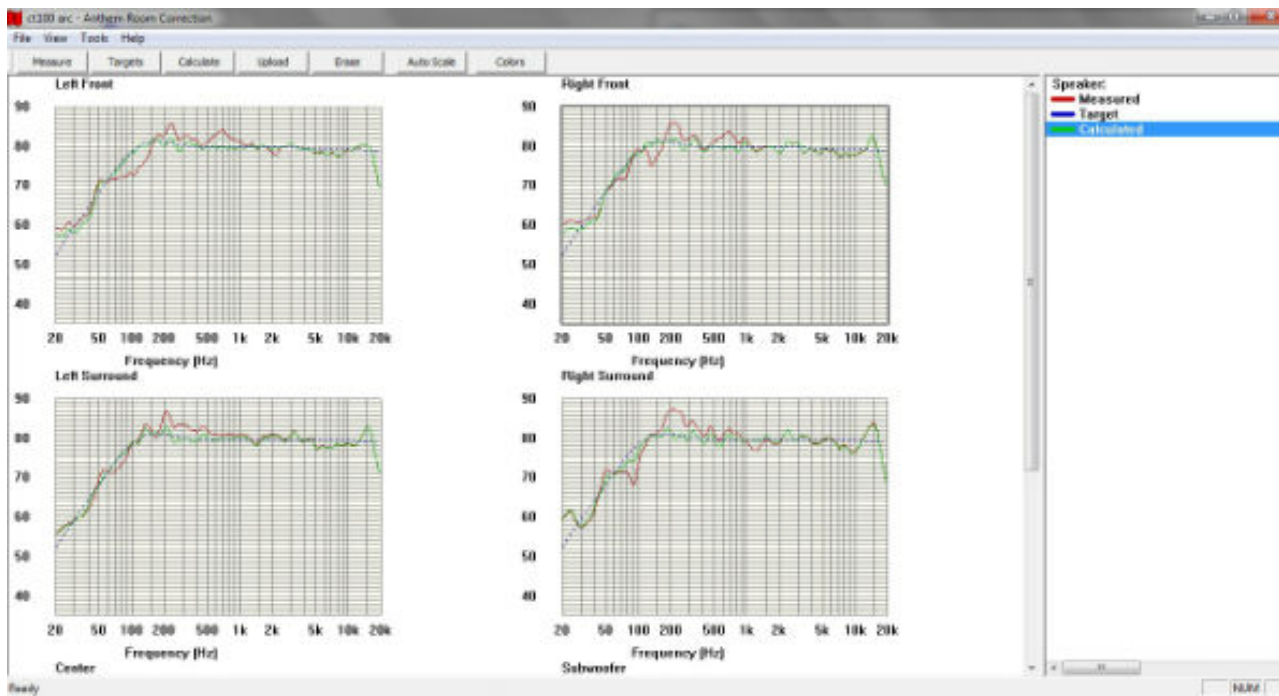 ct300 arc - Anthem Room Correction
File View Tools Help
Measure Targets Calculate Upload Erase Auto Scale Colors
Left Front
90
80
70
60
50
40
20 50 100 200 500 1k 2k 5k 10k 20k
Frequency (Hz)
Right Front
90
80
70
60
50
40
20 50 100 200 500 1k 2k 5k 10k 20k
Frequency (Hz)
Left Surround
90
80
70
60
50
40
20 50 100 200 500 1k 2k 5k 10k 20k
Frequency (Hz)
Right Surround
90
80
70
60
50
40
20 50 100 200 500 1k 2k 5k 10k 20k
Frequency (Hz)
Center
Subwoofer
Speaker:
Measured
Target
Calculated
Ready
NUM